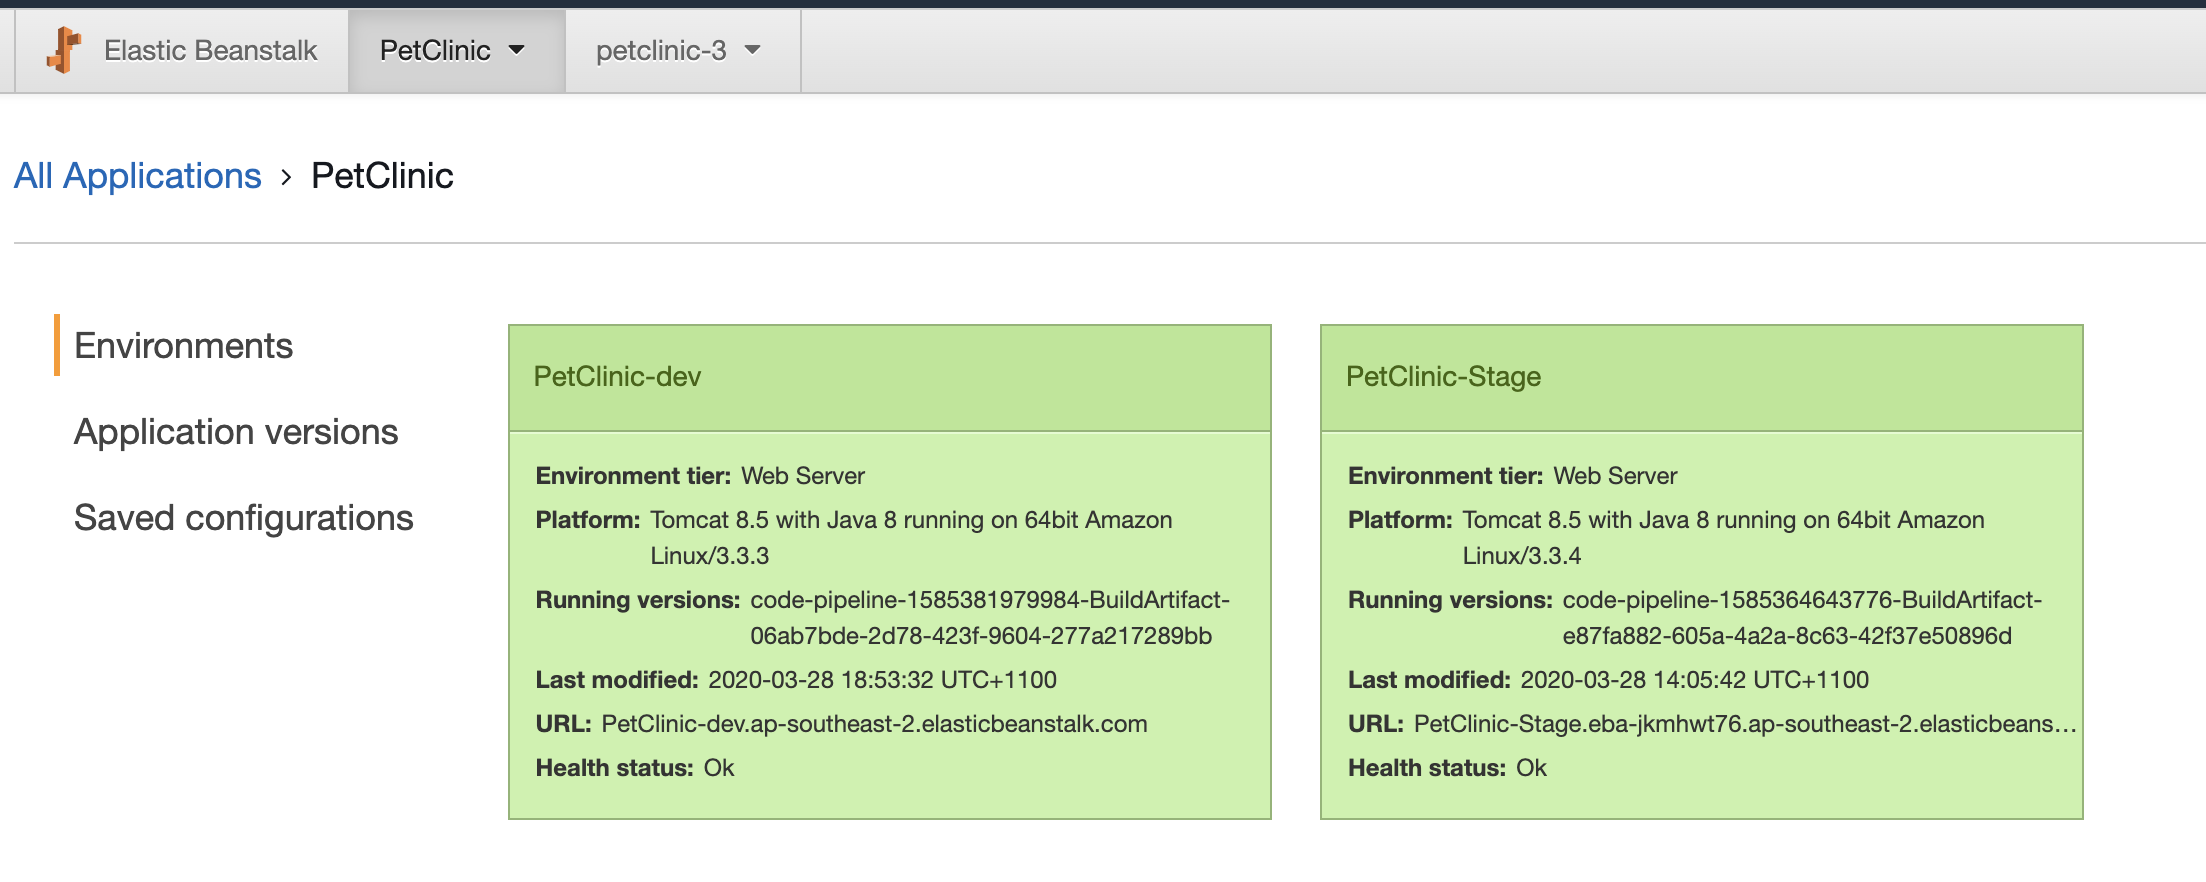 Elastic Beanstalk
PetClinic
petclinic-3
All Applications › PetClinic
Environments
Application versions
Saved configurations
PetClinic-dev
Environment tier: Web Server
Platform: Tomcat 8.5 with Java 8 running on 64bit Amazon
Linux/3.3.3
Running versions: code-pipeline-1585381979984-BuildArtifact-
06ab7bde-2d78-423f-9604-277a217289bb
Last modified: 2020-03-28 18:53:32 UTC+1100
URL: PetClinic-dev.ap-southeast-2.elasticbeanstalk.com
Health status: Ok
PetClinic-Stage
Environment tier: Web Server
Platform: Tomcat 8.5 with Java 8 running on 64bit Amazon
Linux/3.3.4
Running versions: code-pipeline-1585364643776-BuildArtifact-
e87fa882-605a-4a2a-8c63-42f37e50896d
Last modified: 2020-03-28 14:05:42 UTC+1100
URL: PetClinic-Stage.eba-jkmhwt76.ap-southeast-2.elasticbeans...
Health status: Ok